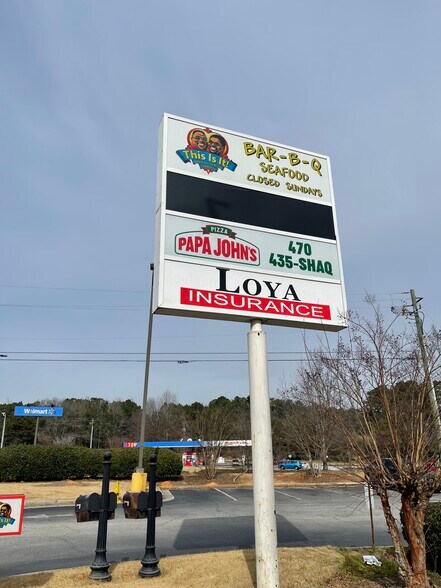 This Is It!
BAR-B-Q
SEAFOOD
CLOSED SUNDAYS
PIZZA
PAPA JOHN'S
470
435-SHAQ
LOYA
INSURANCE
Walmart